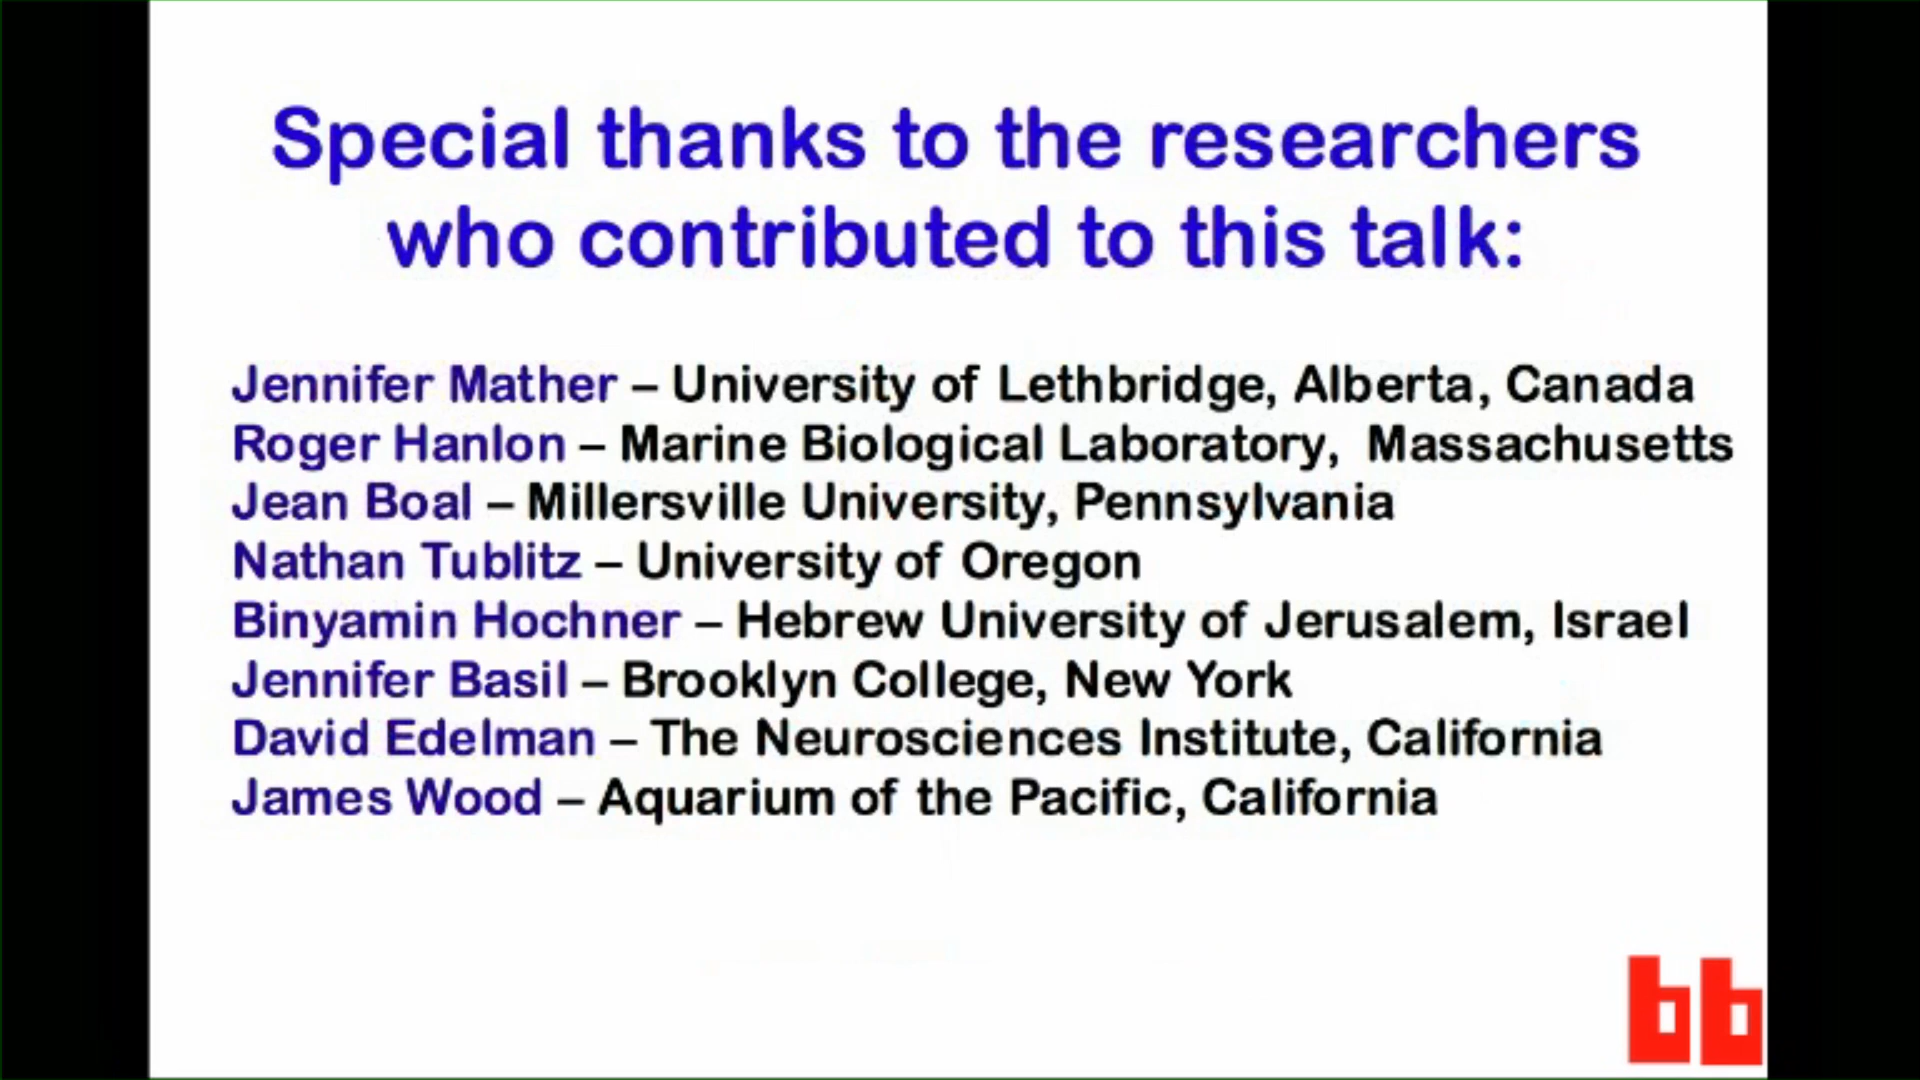 Special thanks to the researchers
who contributed to this talk:
Jennifer Mather – University of Lethbridge, Alberta, Canada
Roger Hanlon – Marine Biological Laboratory, Massachusetts
Jean Boal – Millersville University, Pennsylvania
Nathan Tublitz – University of Oregon
Binyamin Hochner – Hebrew University of Jerusalem, Israel
Jennifer Basil – Brooklyn College, New York
David Edelman – The Neurosciences Institute, California
James Wood – Aquarium of the Pacific, California
bb